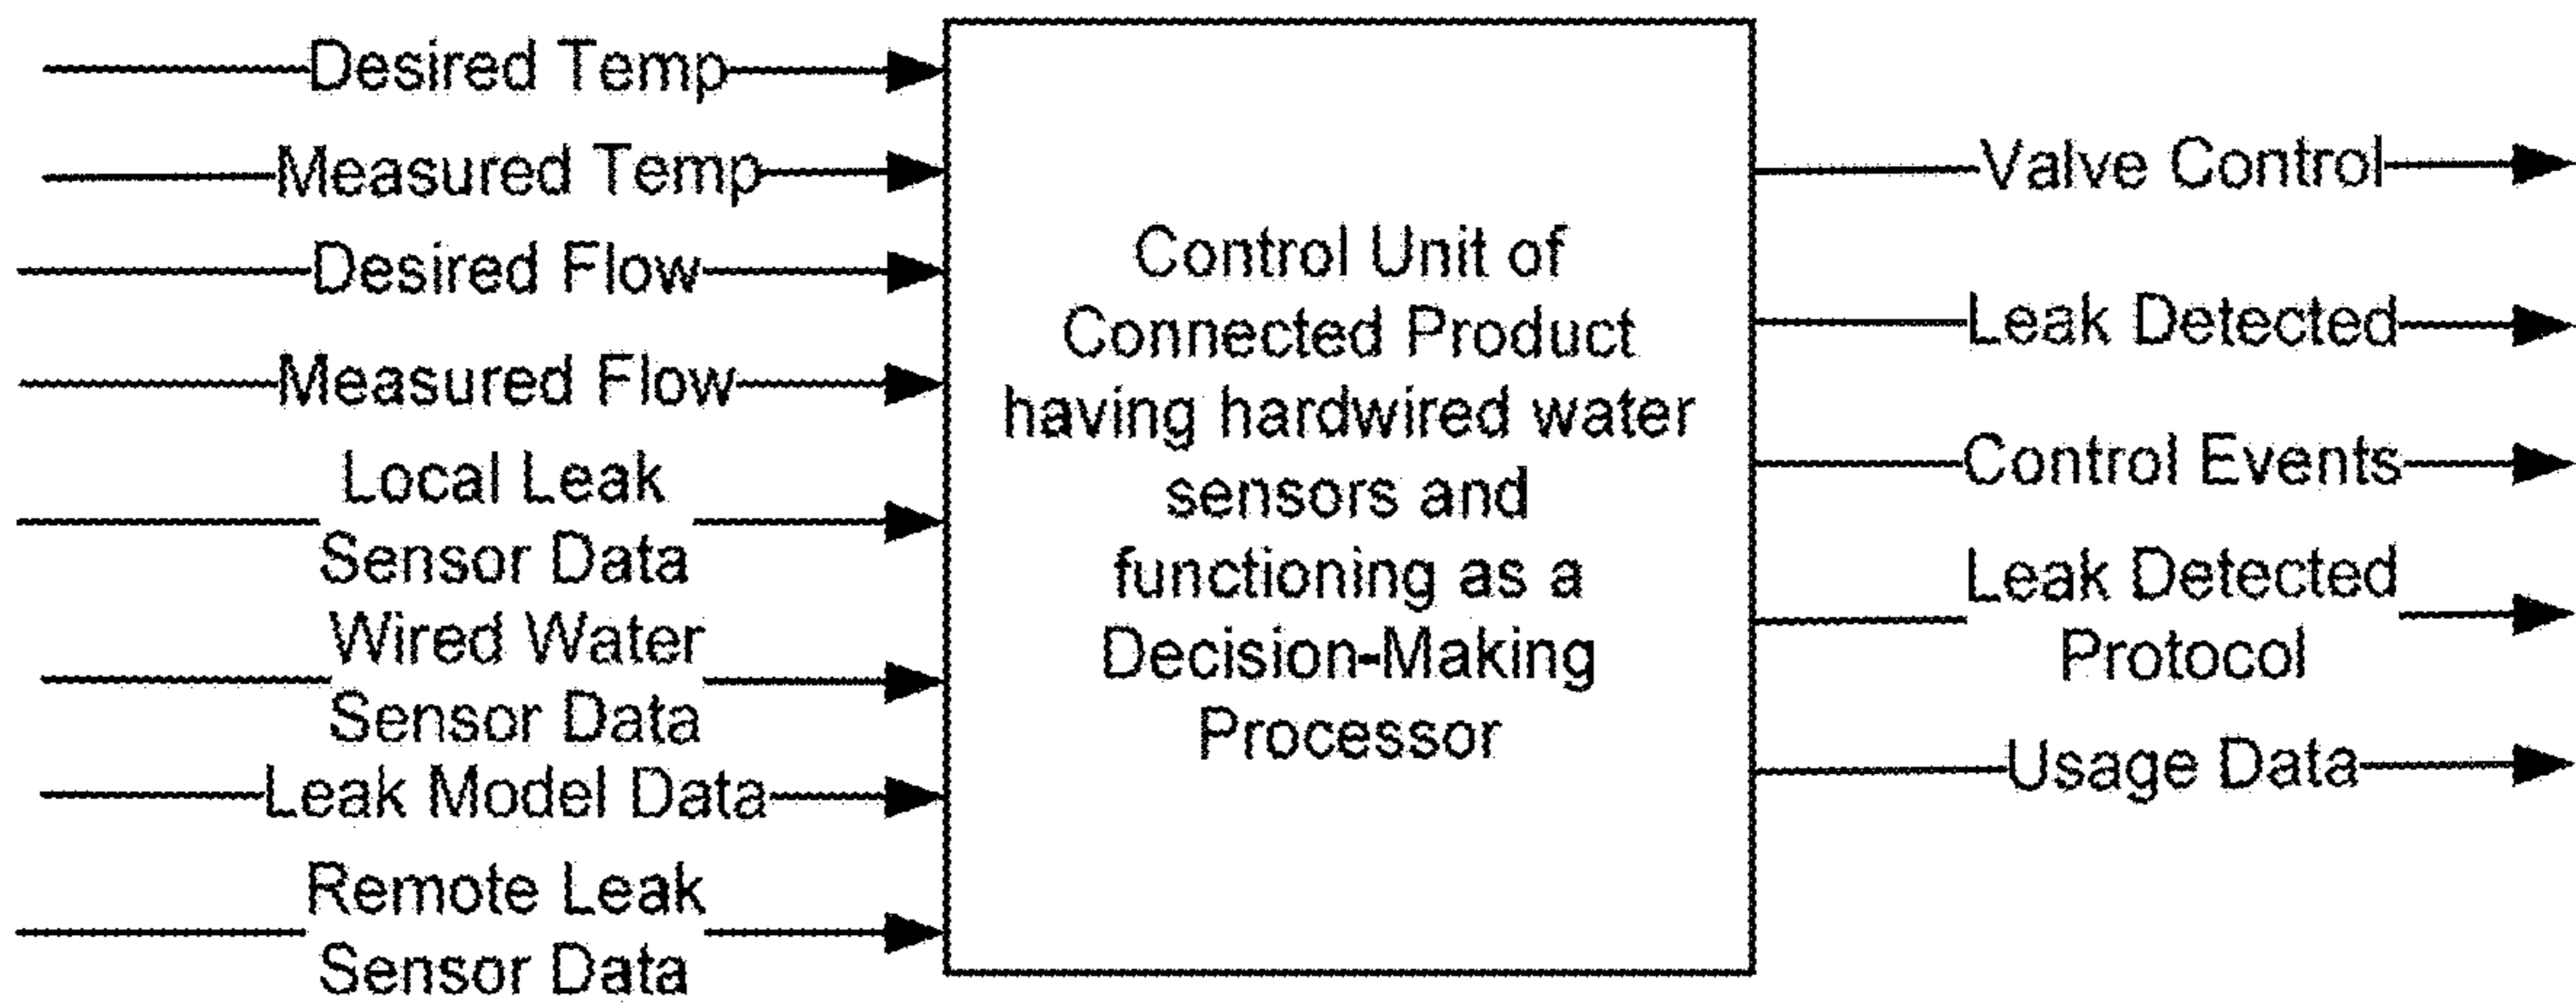 Desired Temp
Measured Temp
Desired Flow
Measured Flow
Local Leak
Sensor Data
Wired Water
Sensor Data
Leak Model Data
Remote Leak
Sensor Data
Control Unit of
Connected Product
having hardwired water
sensors and
functioning as a
Decision-Making
Processor
Valve Control
Leak Detected
Control Events
Leak Detected
Protocol
Usage Data